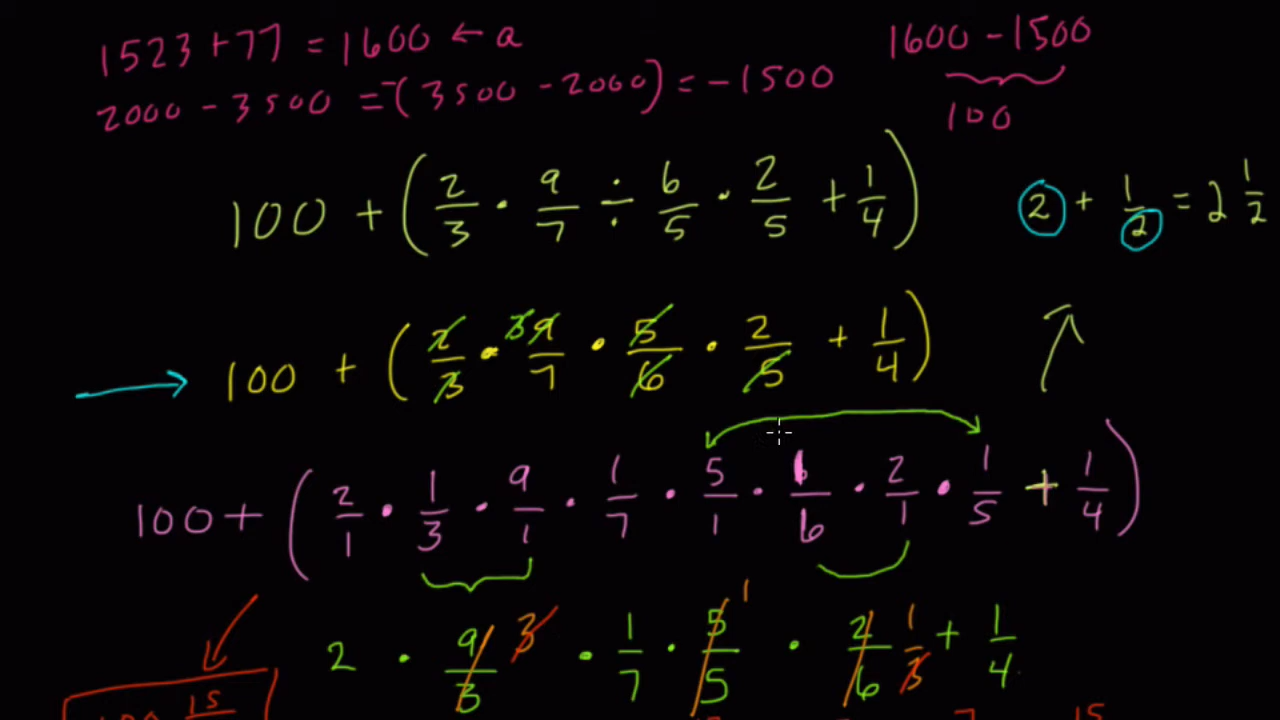 1523 + 77 = 1600 ← a
1600 - 1500
2000 - 3500 = -(3500 - 2000) = -1500
100
100 + (2/3 · 9/7 ÷ 6/5 · 2/5 + 1/4)
2 + 1/2 = 2 1/2
100 + (2/3 · 3 9/7 · 5/6 · 2/5 + 1/4)
100 + (2/1 · 1/3 · 9/1 · 1/7 · 5/1 · 1/6 · 2/1 · 1/5 + 1/4)
2 · 9/3 3 · 1/7 · 5/5 1 · 2/6 1/3 + 1/4
15